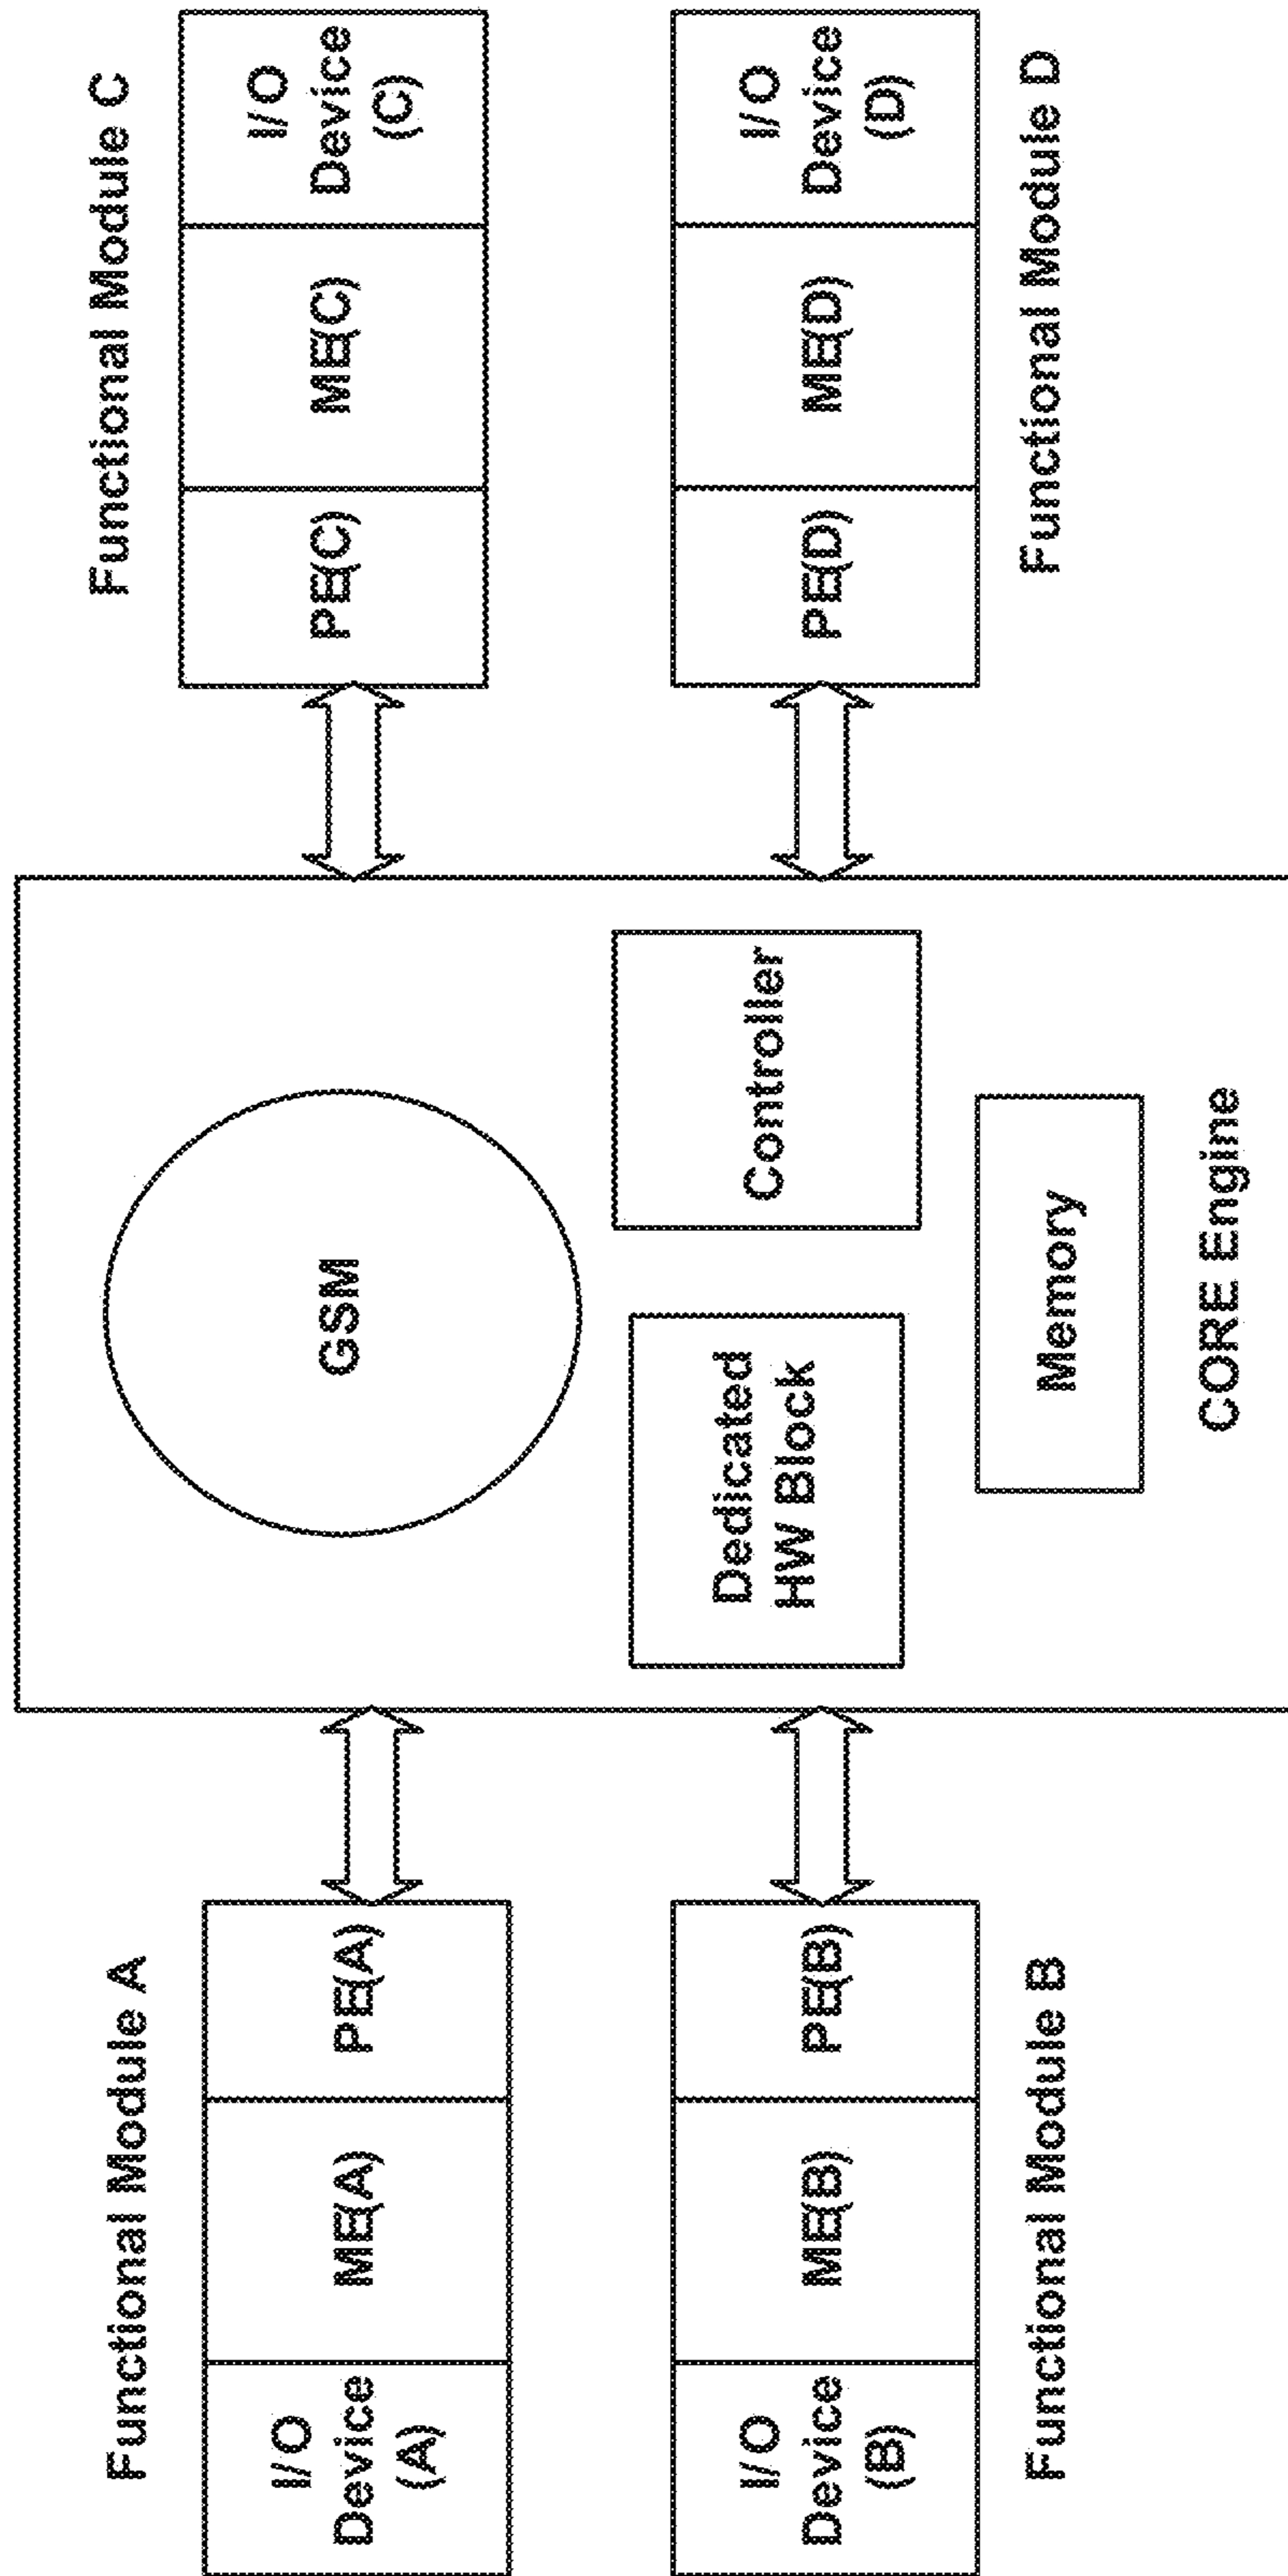 Functional Module A
I/O
Device
(A)
ME(A)
PE(A)
I/O
Device
(B)
ME(B)
PE(B)
Functional Module B
GSM
Dedicated
HW Block
Controller
Memory
CORE Engine
Functional Module C
PE(C)
ME(C)
I/O
Device
(C)
PE(D)
ME(D)
I/O
Device
(D)
Functional Module D